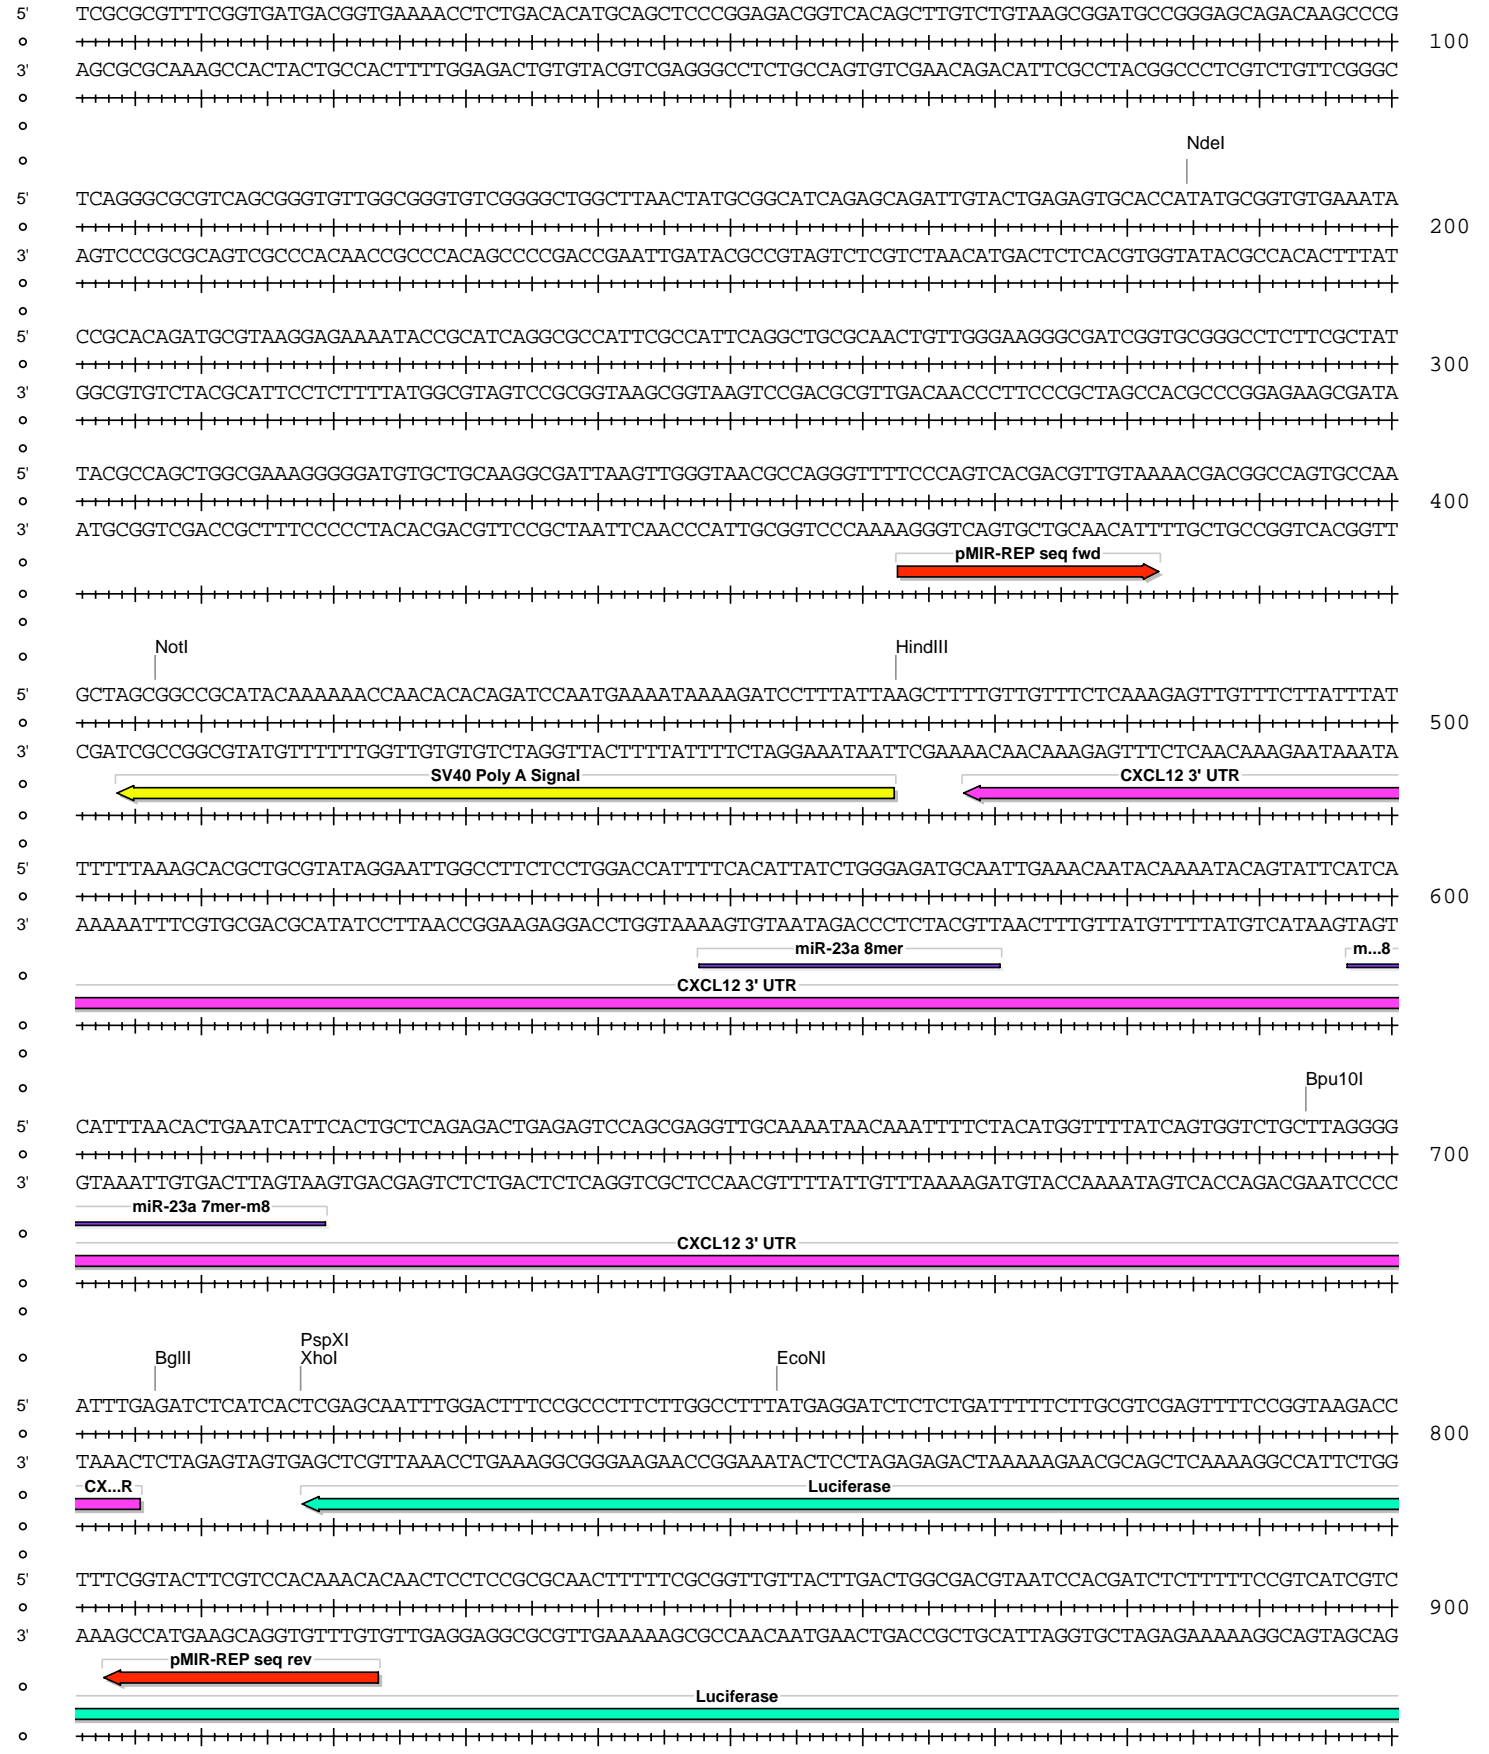 5' TCGCGCGTTTCGGTGATGACGGTGAAAACCTCTGACACATGCAGCTCCCGGAGACGGTCACAGCTTGTCTGTAAGCGGATGCCGGGAGCAGACAAGCCCG
100
3' AGCGCGCAAAGCCACTACTGCCACTTTTGGAGACTGTGTACGTCGAGGGCCTCTGCCAGTGTCGAACAGACATTCGCCTACGGCCCTCGTCTGTTCGGGC
NdeI
5' TCAGGGCGCGTCAGCGGGTGTTGGCGGGTGTCGGGGCTGGCTTAACTATGCGGCATCAGAGCAGATTGTACTGAGAGTGCACCATATGCGGTGTGAAATA
200
3' AGTCCCGCGCAGTCGCCCACAACCGCCCACAGCCCCGACCGAATTGATACGCCGTAGTCTCGTCTAACATGACTCTCACGTGGTATACGCCACACTTTAT
5' CCGCACAGATGCGTAAGGAGAAAATACCGCATCAGGCGCCATTCGCCATTCAGGCTGCGCAACTGTTGGGAAGGGCGATCGGTGCGGGCCTCTTCGCTAT
300
3' GGCGTGTCTACGCATTCCTCTTTTATGGCGTAGTCCGCGGTAAGCGGTAAGTCCGACGCGTTGACAACCCTTCCCGCTAGCCACGCCCGGAGAAGCGATA
5' TACGCCAGCTGGCGAAAGGGGGATGTGCTGCAAGGCGATTAAGTTGGGTAACGCCAGGGTTTTCCCAGTCACGACGTTGTAAAACGACGGCCAGTGCCAA
400
3' ATGCGGTCGACCGCTTTCCCCCTACACGACGTTCCGCTAATTCAACCCATTGCGGTCCCAAAAGGGTCAGTGCTGCAACATTTTGCTGCCGGTCACGGTT
pMIR-REP seq fwd
NotI HindIII
5' GCTAGCGGCCGCATACAAAAAACCAACACACAGATCCAATGAAAATAAAAGATCCTTTATTAAGCTTTTGTTGTTTCTCAAAGAGTTGTTTCTTATTTAT
500
3' CGATCGCCGGCGTATGTTTTTTGGTTGTGTGTCTAGGTTACTTTTATTTTCTAGGAAATAATTCGAAAACAACAAAGAGTTTCTCAACAAAGAATAAATA
SV40 Poly A Signal CXCL12 3' UTR
5' TTTTTAAAGCACGCTGCGTATAGGAATTGGCCTTCTCCTGGACCATTTTCACATTATCTGGGAGATGCAATTGAAACAATACAAAATACAGTATTCATCA
600
3' AAAAATTTCGTGCGACGCATATCCTTAACCGGAAGAGGACCTGGTAAAAGTGTAATAGACCCTCTACGTTAACTTTGTTATGTTTTATGTCATAAGTAGT
miR-23a 8mer m...8
CXCL12 3' UTR
Bpu10I
5' CATTTAACACTGAATCATTCACTGCTCAGAGACTGAGAGTCCAGCGAGGTTGCAAAATAACAAATTTTCTACATGGTTTTATCAGTGGTCTGCTTAGGGG
700
3' GTAAATTGTGACTTAGTAAGTGACGAGTCTCTGACTCTCAGGTCGCTCCAACGTTTTATTGTTTAAAAGATGTACCAAAATAGTCACCAGACGAATCCCC
miR-23a 7mer-m8
CXCL12 3' UTR
PspXI
BglII XhoI EcoNI
5' ATTTGAGATCTCATCACTCGAGCAATTTGGACTTTCCGCCCTTCTTGGCCTTTATGAGGATCTCTCTGATTTTTCTTGCGTCGAGTTTTCCGGTAAGACC
800
3' TAAACTCTAGAGTAGTGAGCTCGTTAAACCTGAAAGGCGGGAAGAACCGGAAATACTCCTAGAGAGACTAAAAAGAACGCAGCTCAAAAGGCCATTCTGG
CX...R Luciferase
5' TTTCGGTACTTCGTCCACAAACACAACTCCTCCGCGCAACTTTTTCGCGGTTGTTACTTGACTGGCGACGTAATCCACGATCTCTTTTTCCGTCATCGTC
900
3' AAAGCCATGAAGCAGGTGTTTGTGTTGAGGAGGCGCGTTGAAAAAGCGCCAACAATGAACTGACCGCTGCATTAGGTGCTAGAGAAAAAGGCAGTAGCAG
pMIR-REP seq rev
Luciferase